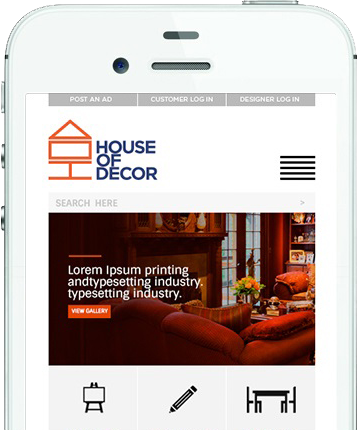 POST AN AD
CUSTOMER LOG IN
DESIGNER LOG IN
HOUSE
OF
DECOR
SEARCH HERE >
Lorem Ipsum printing
andtypesetting industry.
typesetting industry.
VIEW GALLERY